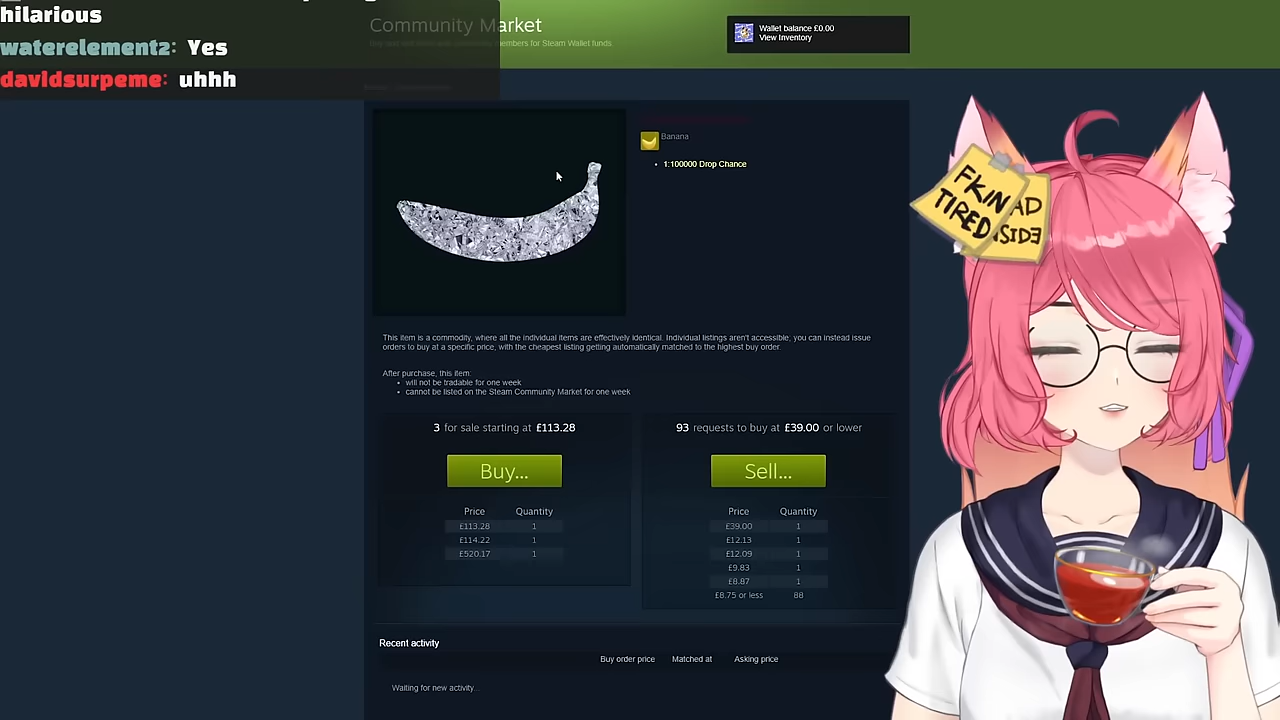 hilarious
waterelement2: Yes
davidsurpeme: uhhh
Community Market
members for Steam Wallet funds
Wallet balance £0.00
View Inventory
Banana
1:100000 Drop Chance
FKIN
TIRED
AD
SIDE
This item is a commodity, where all the individual items are effectively identical. Individual listings aren't accessible; you can instead issue
orders to buy at a specific price, with the cheapest listing getting automatically matched to the highest buy order.
After purchase, this item:
will not be tradable for one week
cannot be listed on the Steam Community Market for one week
3 for sale starting at £113.28
Buy...
Price Quantity
£113.28 1
£114.22 1
£520.17 1
93 requests to buy at £39.00 or lower
Sell...
Price Quantity
£39.00 1
£12.13 1
£12.09 1
£9.83 1
£8.87 1
£8.75 or less 88
Recent activity
Buy order price Matched at Asking price
Waiting for new activity...